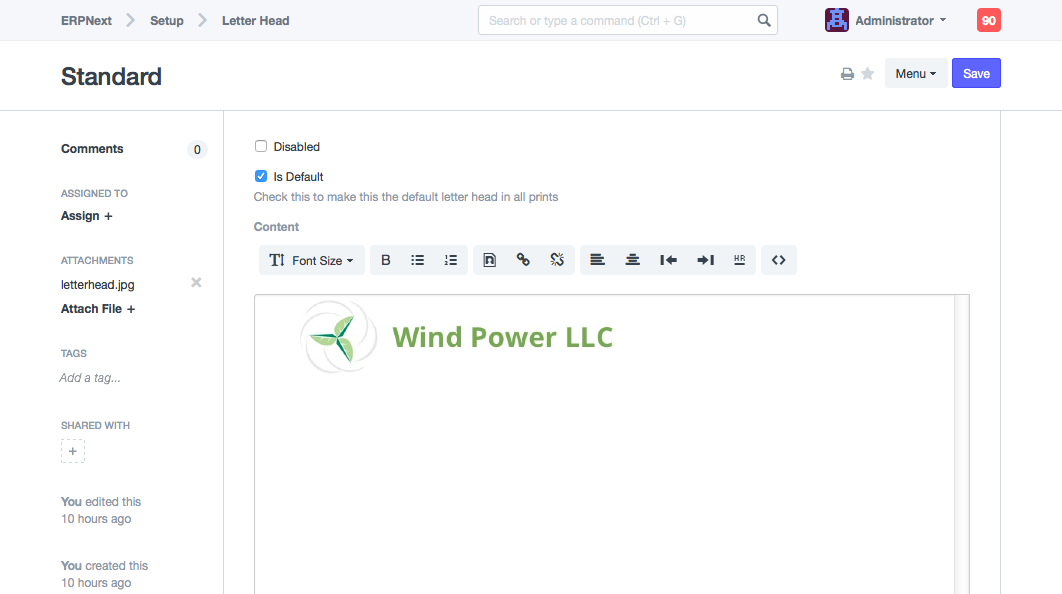 ERPNext Setup Letter Head
Search or type a command (Ctrl + G)
Administrator
90
Standard
Menu
Save
Comments 0
ASSIGNED TO
Assign +
ATTACHMENTS
letterhead.jpg
Attach File +
TAGS
Add a tag...
SHARED WITH
+
You edited this
10 hours ago
You created this
10 hours ago
Disabled
Is Default
Check this to make this the default letter head in all prints
Content
Font Size B HR
Wind Power LLC